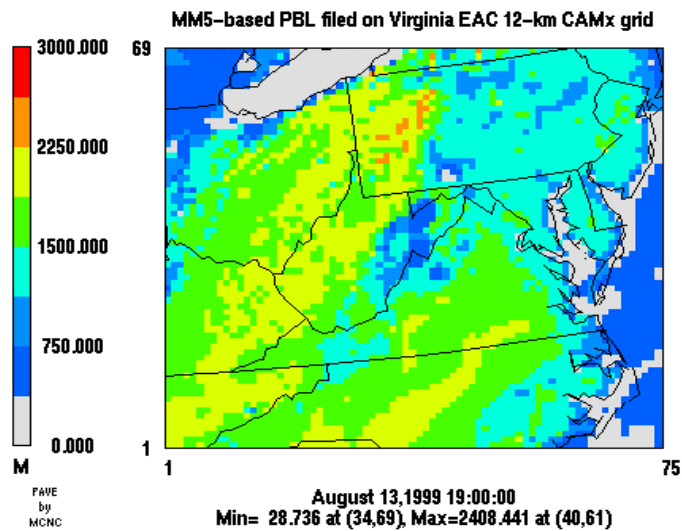 MM5-based PBL filed on Virginia EAC 12-km CAMx grid
3000.000
2250.000
1500.000
750.000
0.000
M
PAVE
by
MCNC
69
1
1
75
August 13,1999 19:00:00
Min= 28.736 at (34,69), Max=2408.441 at (40,61)